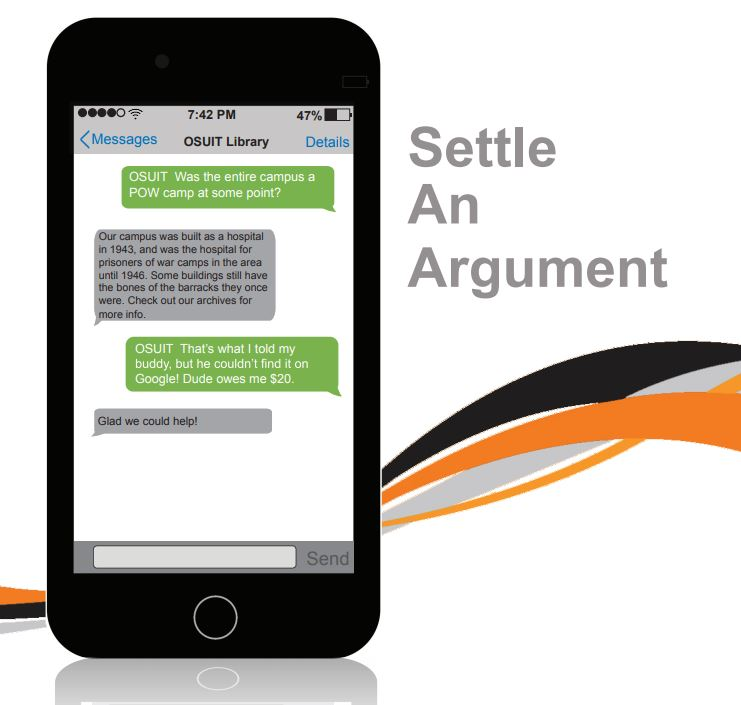 7:42 PM
47%
Messages
OSUIT Library
Details
OSUIT  Was the entire campus a
POW camp at some point?
Our campus was built as a hospital
in 1943, and was the hospital for
prisoners of war camps in the area
until 1946. Some buildings still have
the bones of the barracks they once
were. Check out our archives for
more info.
OSUIT  That's what I told my
buddy, but he couldn't find it on
Google! Dude owes me $20.
Glad we could help!
Send
Settle
An
Argument